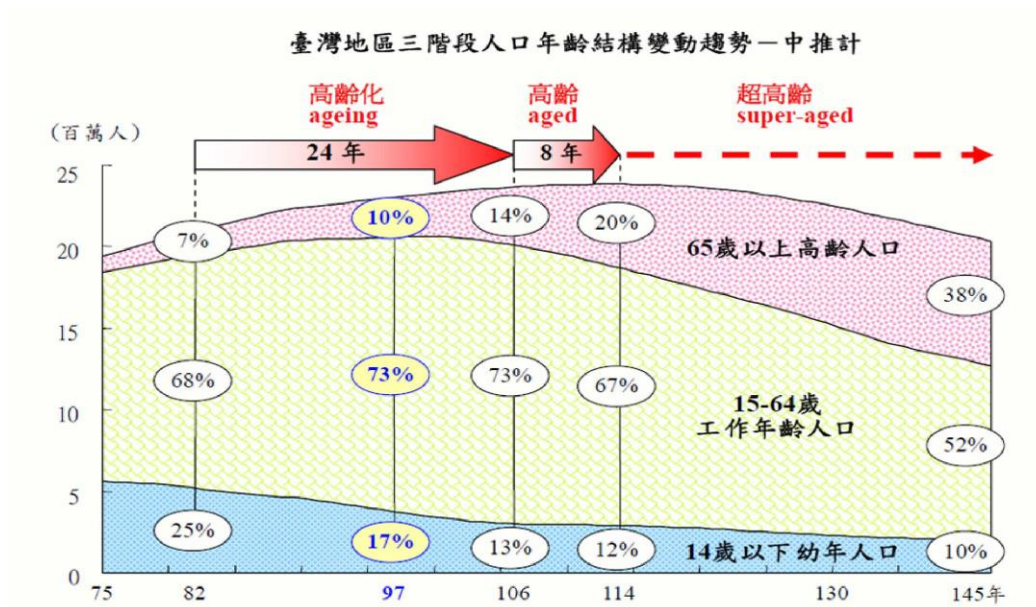 臺灣地區三階段人口年齡結構變動趨勢－中推計
高齡化
ageing
高齡
aged
超高齡
super-aged
(百萬人)
24 年
8 年
25
20
15
10
5
0
7%
10%
14%
20%
65歲以上高齡人口
38%
68%
73%
73%
67%
15-64歲
工作年齡人口
52%
25%
17%
13%
12%
14歲以下幼年人口
10%
75
82
97
106
114
130
145年